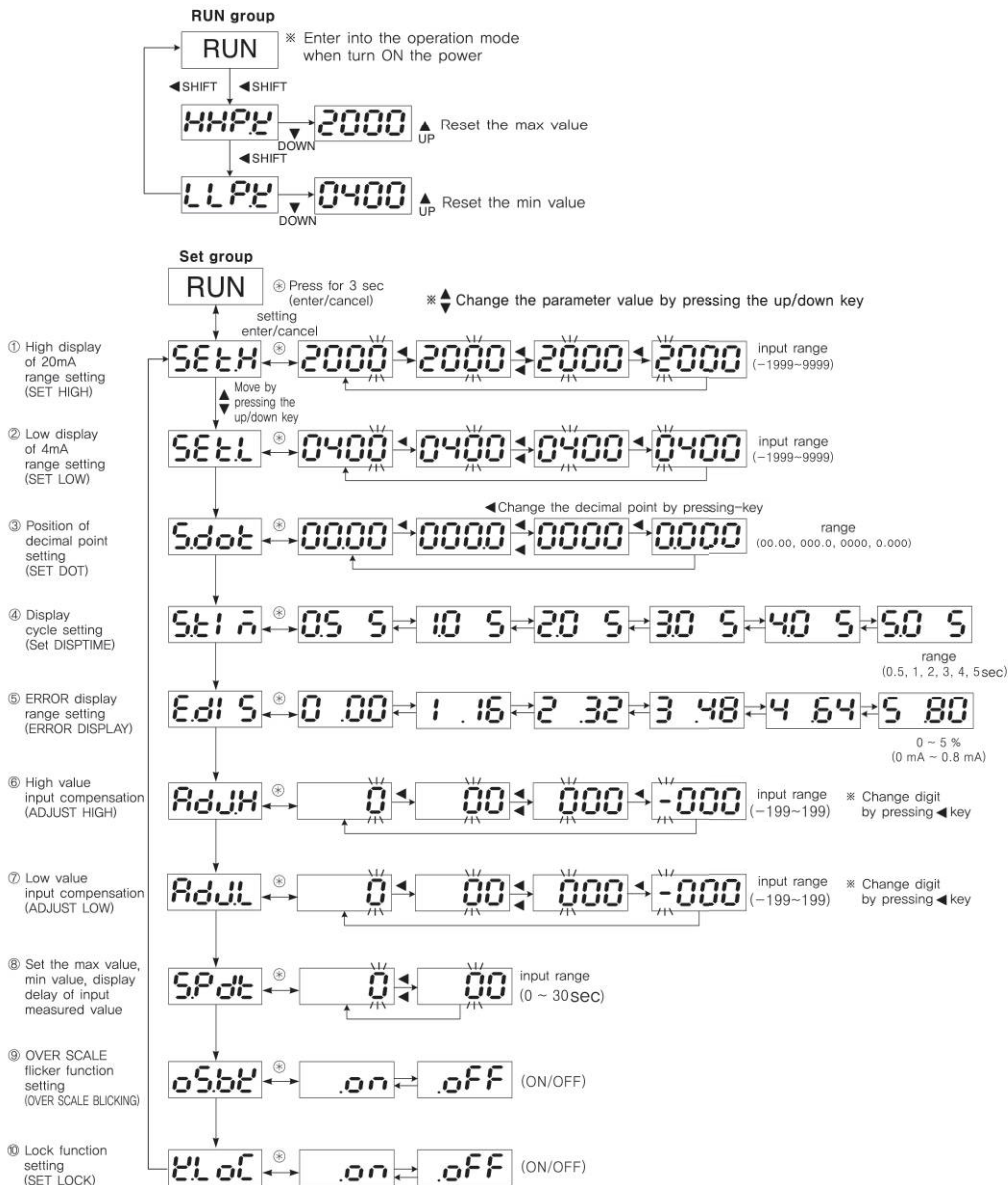 RUN group
RUN
※ Enter into the operation mode
when turn ON the power
◀SHIFT ◀SHIFT
HHP.t
▼
DOWN
2000
▲
UP
Reset the max value
◀SHIFT
LLP.t
▼
DOWN
0400
▲
UP
Reset the min value
Set group
RUN
⊛ Press for 3 sec
(enter/cancel)
※ ▲▼ Change the parameter value by pressing the up/down key
setting
enter/cancel
① High display
of 20mA
range setting
(SET HIGH)
SEt.H ⊛ 2000 ◀ 2000 ◀ 2000 ◀ 2000
input range
(-1999~9999)
▲▼ Move by
pressing the
up/down key
② Low display
of 4mA
range setting
(SET LOW)
SEt.L ⊛ 0400 ◀ 0400 ◀ 0400 ◀ 0400
input range
(-1999~9999)
◀Change the decimal point by pressing-key
③ Position of
decimal point
setting
(SET DOT)
S.dot ⊛ 00.00 ◀ 000.0 ◀ 0000 ◀ 0.000
range
(00.00, 000.0, 0000, 0.000)
④ Display
cycle setting
(Set DISPTIME)
S.tI m ⊛ 0.5 S 1.0 S 2.0 S 3.0 S 4.0 S 5.0 S
range
(0.5, 1, 2, 3, 4, 5sec)
⑤ ERROR display
range setting
(ERROR DISPLAY)
E.dI S ⊛ 0 .00 1 .16 2 .32 3 .48 4 .64 5 .80
0 ~ 5 %
(0 mA ~ 0.8 mA)
⑥ High value
input compensation
(ADJUST HIGH)
AdJ.H ⊛ 0 ◀ 00 ◀ 000 ◀ -000
input range
(-199~199)
※ Change digit
by pressing ◀ key
⑦ Low value
input compensation
(ADJUST LOW)
AdJ.L ⊛ 0 ◀ 00 ◀ 000 ◀ -000
input range
(-199~199)
※ Change digit
by pressing ◀ key
⑧ Set the max value,
min value, display
delay of input
measured value
S.P dt ⊛ 0 ◀ 00
input range
(0 ~ 30sec)
⑨ OVER SCALE
flicker function
setting
(OVER SCALE BLICKING)
oS.bt ⊛ .on .oFF (ON/OFF)
⑩ Lock function
setting
(SET LOCK)
t.LoC ⊛ .on .oFF (ON/OFF)